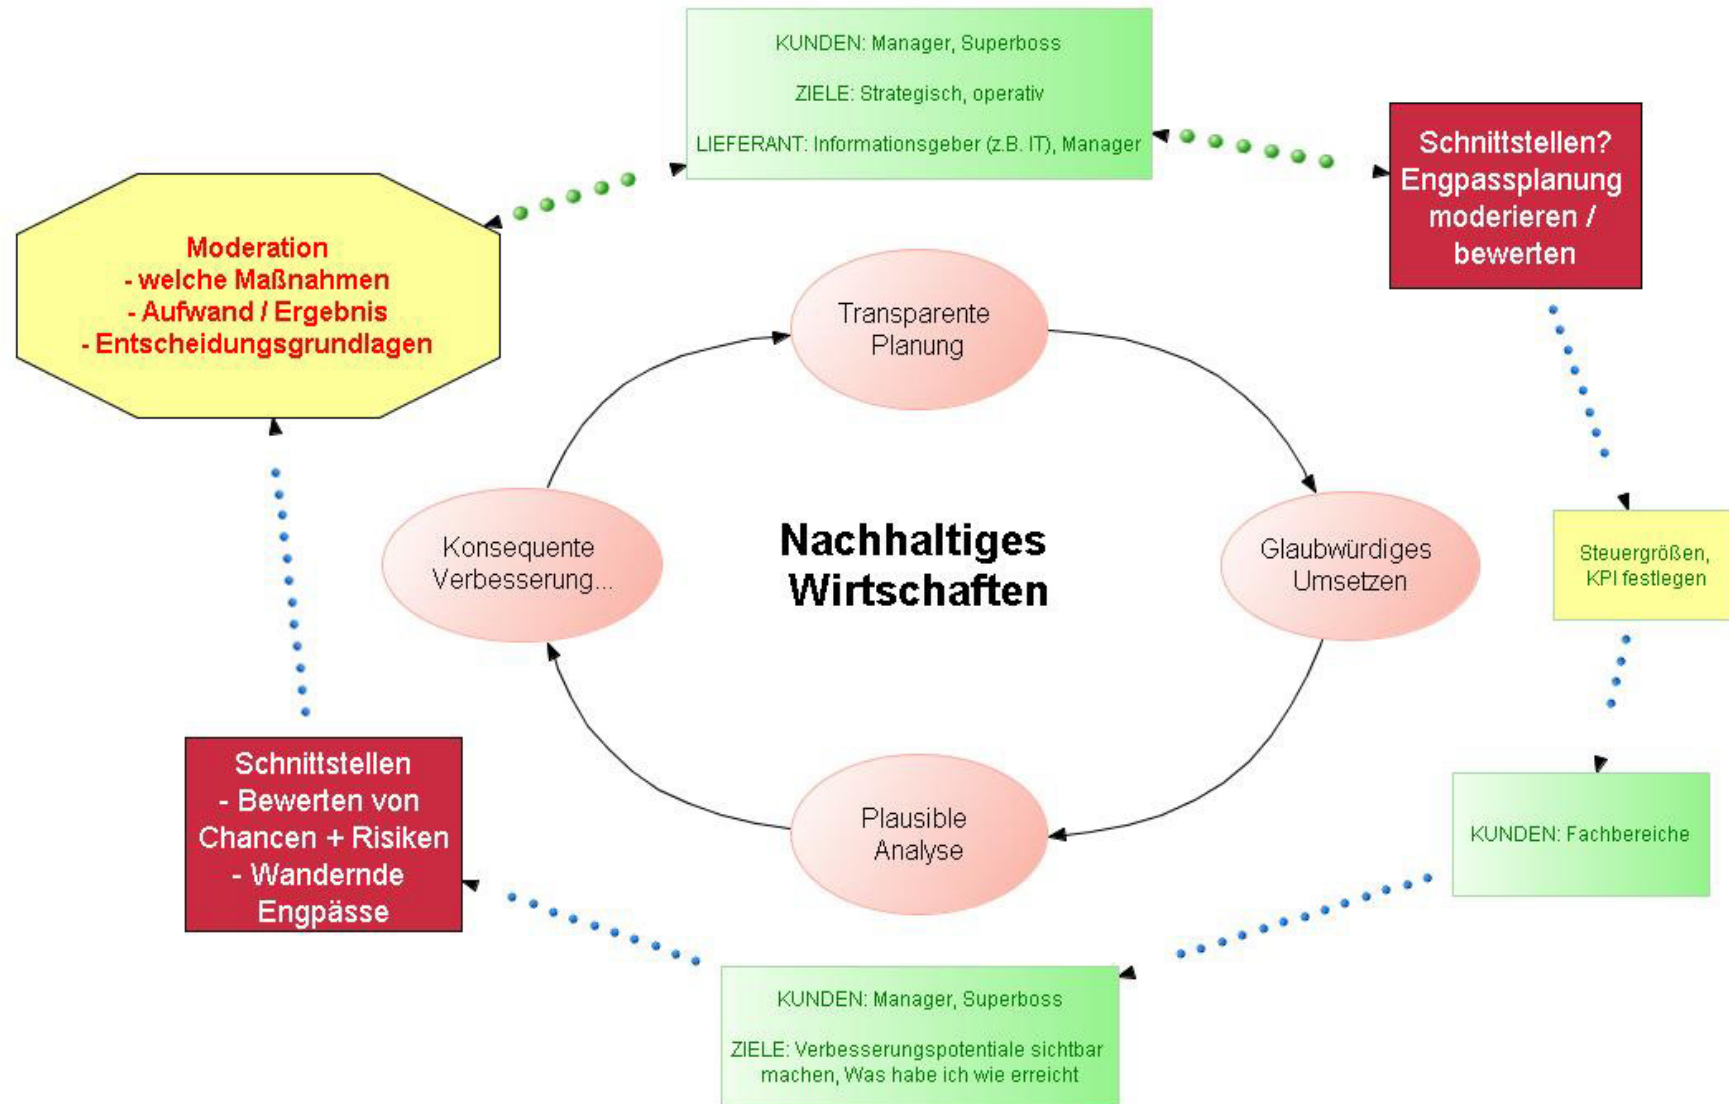 KUNDEN: Manager, Superboss
ZIELE: Strategisch, operativ
LIEFERANT: Informationsgeber (z.B. IT), Manager
Schnittstellen?
Engpassplanung
moderieren /
bewerten
Moderation
- welche Maßnahmen
- Aufwand / Ergebnis
- Entscheidungsgrundlagen
Transparente
Planung
Konsequente
Verbesserung...
Nachhaltiges
Wirtschaften
Glaubwürdiges
Umsetzen
Steuergrößen,
KPI festlegen
Plausible
Analyse
Schnittstellen
- Bewerten von
Chancen + Risiken
- Wandernde
Engpässe
KUNDEN: Fachbereiche
KUNDEN: Manager, Superboss
ZIELE: Verbesserungspotentiale sichtbar
machen, Was habe ich wie erreicht